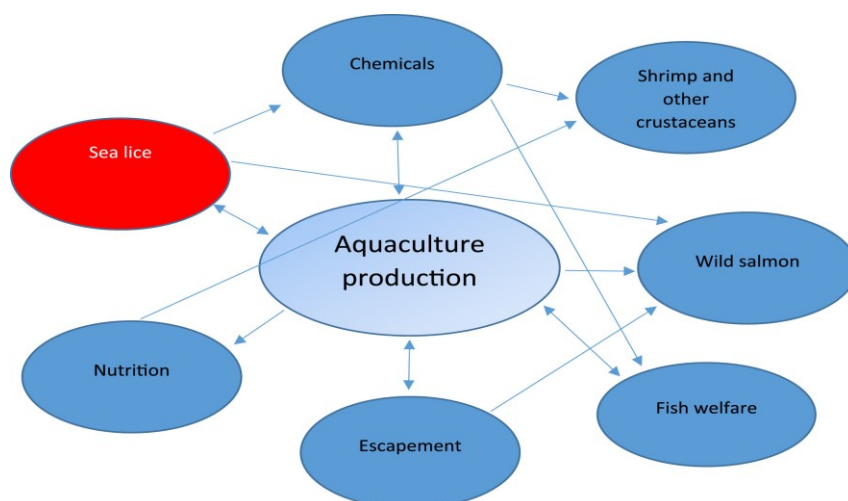 Chemicals
Shrimp and
other
crustaceans
Sea lice
Aquaculture
production
Wild salmon
Nutrition
Fish welfare
Escapement